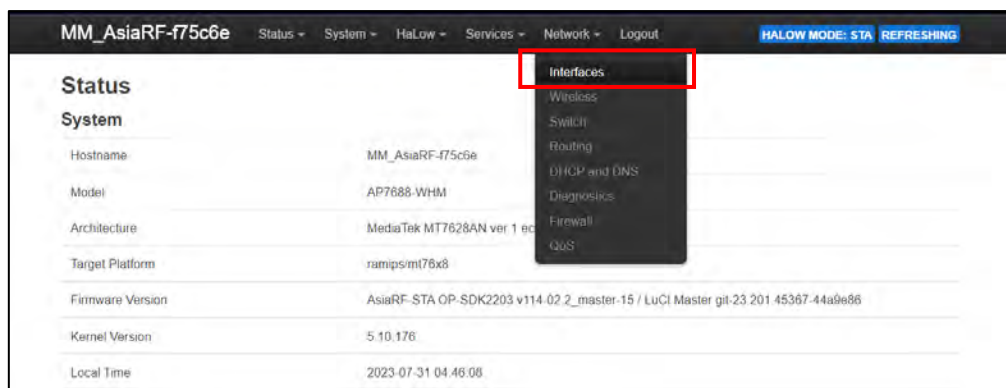 MM_AsiaRF-f75c6e Status System HaLow Services Network Logout HALOW MODE: STA REFRESHING
Interfaces
Wireless
Switch
Routing
DHCP and DNS
Diagnostics
Firewall
QoS
Status
System
Hostname MM_AsiaRF-f75c6e
Model AP7688-WHM
Architecture MediaTek MT7628AN ver 1 ec
Target Platform ramips/mt76x8
Firmware Version AsiaRF-STA OP-SDK2203 v114-02.2_master-15 / LuCI Master git-23.201.45367-44a9e86
Kernel Version 5.10.176
Local Time 2023-07-31 04:46:08